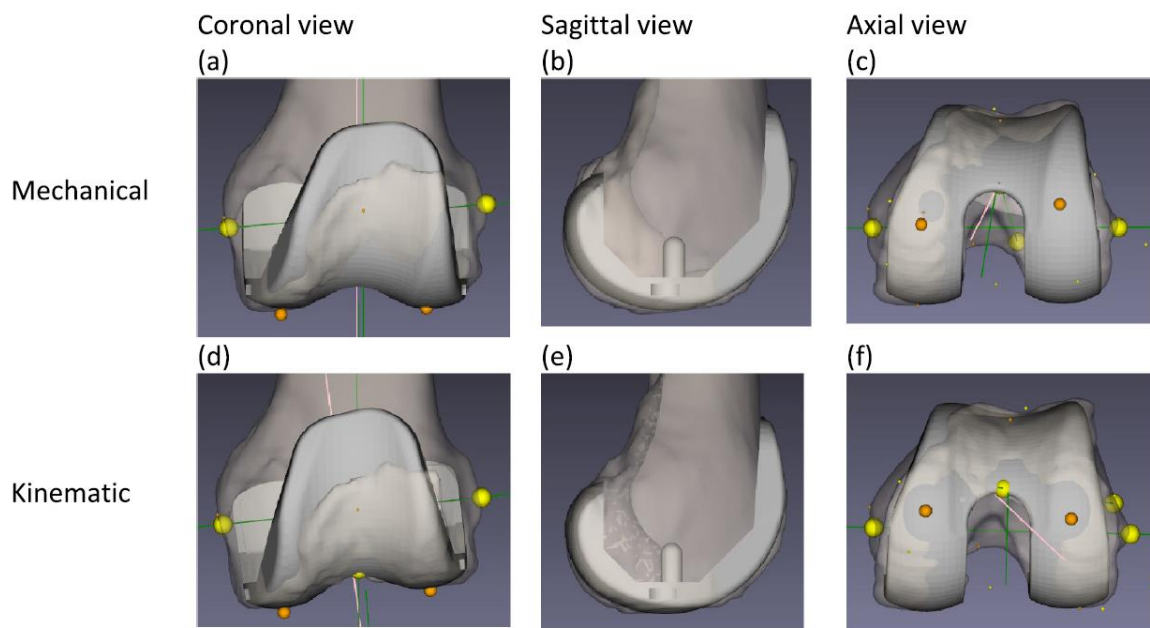 Coronal view
Sagittal view
Axial view
(a)
(b)
(c)
Mechanical
(d)
(e)
(f)
Kinematic